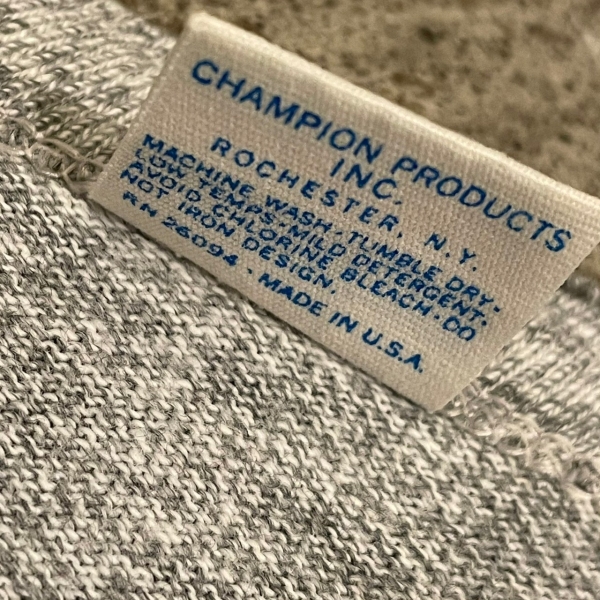 CHAMPION PRODUCTS
INC.
ROCHESTER, N.Y.
MACHINE WASH-TUMBLE DRY-
LOW TEMPS-MILD DETERGENT.
AVOID CHLORINE BLEACH-DO
NOT IRON DESIGN.
RN 26094 - MADE IN U.S.A.